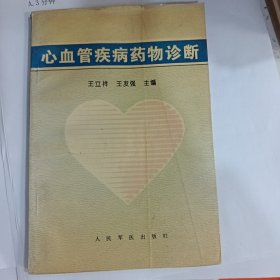 心血管疾病药物诊断
王立祥 王发强 主编
人民军医出版社